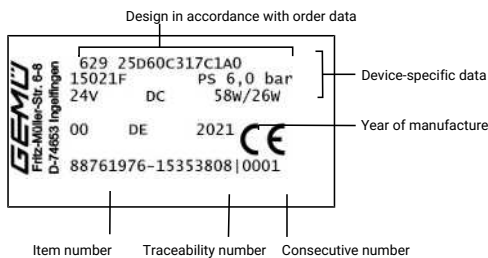 Design in accordance with order data
GEMÜ
Fritz-Müller-Str. 6-8
D-74653 Ingelfingen
629 25D60C317C1A0
15021F PS 6,0 bar
24V DC 58W/26W
00 DE 2021 CE
88761976-15353808|0001
Device-specific data
Year of manufacture
Item number Traceability number Consecutive number